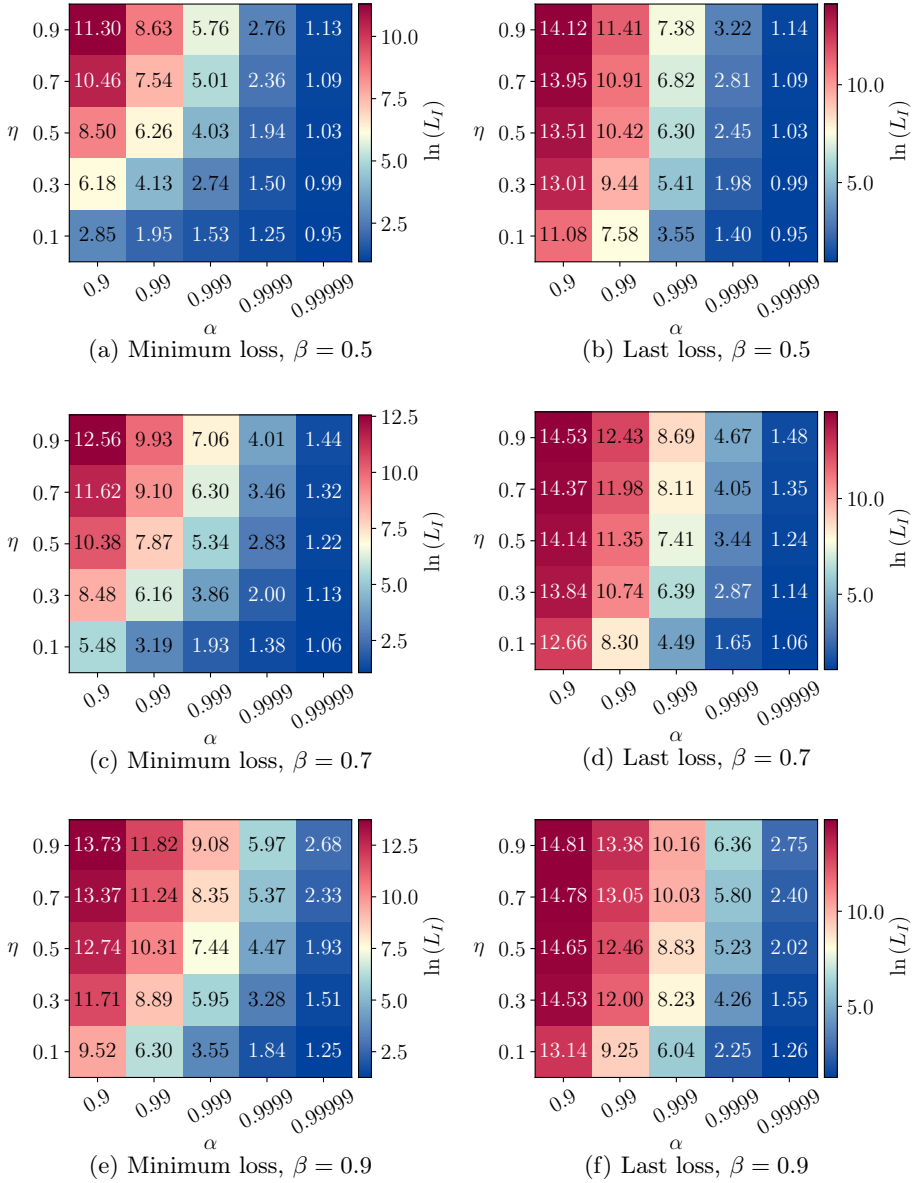 0.9 11.30 8.63 5.76 2.76 1.13
0.7 10.46 7.54 5.01 2.36 1.09
η 0.5 8.50 6.26 4.03 1.94 1.03
0.3 6.18 4.13 2.74 1.50 0.99
0.1 2.85 1.95 1.53 1.25 0.95
0.9 0.99 0.999 0.9999 0.99999
α
10.0
7.5
5.0
2.5
ln (L_I)
(a) Minimum loss, β = 0.5
0.9 14.12 11.41 7.38 3.22 1.14
0.7 13.95 10.91 6.82 2.81 1.09
η 0.5 13.51 10.42 6.30 2.45 1.03
0.3 13.01 9.44 5.41 1.98 0.99
0.1 11.08 7.58 3.55 1.40 0.95
0.9 0.99 0.999 0.9999 0.99999
α
10.0
5.0
ln (L_I)
(b) Last loss, β = 0.5
0.9 12.56 9.93 7.06 4.01 1.44
0.7 11.62 9.10 6.30 3.46 1.32
η 0.5 10.38 7.87 5.34 2.83 1.22
0.3 8.48 6.16 3.86 2.00 1.13
0.1 5.48 3.19 1.93 1.38 1.06
0.9 0.99 0.999 0.9999 0.99999
α
12.5
10.0
7.5
5.0
2.5
ln (L_I)
(c) Minimum loss, β = 0.7
0.9 14.53 12.43 8.69 4.67 1.48
0.7 14.37 11.98 8.11 4.05 1.35
η 0.5 14.14 11.35 7.41 3.44 1.24
0.3 13.84 10.74 6.39 2.87 1.14
0.1 12.66 8.30 4.49 1.65 1.06
0.9 0.99 0.999 0.9999 0.99999
α
10.0
5.0
ln (L_I)
(d) Last loss, β = 0.7
0.9 13.73 11.82 9.08 5.97 2.68
0.7 13.37 11.24 8.35 5.37 2.33
η 0.5 12.74 10.31 7.44 4.47 1.93
0.3 11.71 8.89 5.95 3.28 1.51
0.1 9.52 6.30 3.55 1.84 1.25
0.9 0.99 0.999 0.9999 0.99999
α
12.5
10.0
7.5
5.0
2.5
ln (L_I)
(e) Minimum loss, β = 0.9
0.9 14.81 13.38 10.16 6.36 2.75
0.7 14.78 13.05 10.03 5.80 2.40
η 0.5 14.65 12.46 8.83 5.23 2.02
0.3 14.53 12.00 8.23 4.26 1.55
0.1 13.14 9.25 6.04 2.25 1.26
0.9 0.99 0.999 0.9999 0.99999
α
10.0
5.0
ln (L_I)
(f) Last loss, β = 0.9